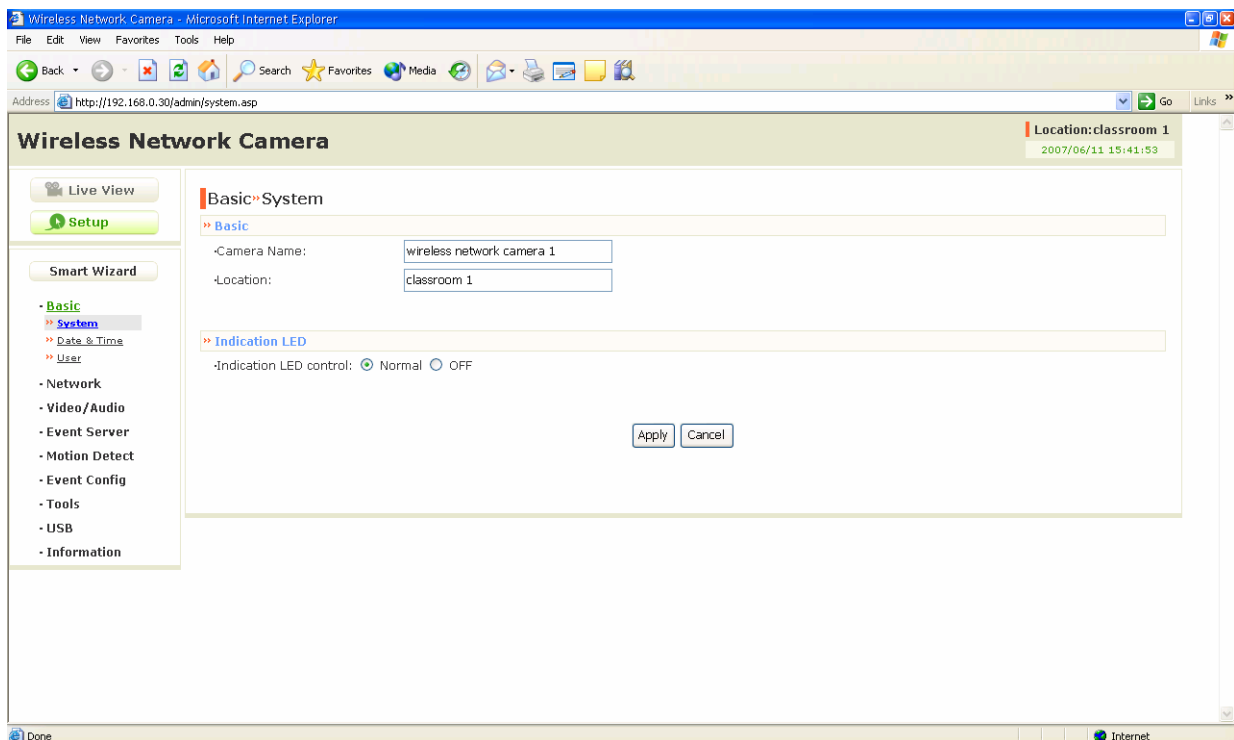 Wireless Network Camera - Microsoft Internet Explorer
File Edit View Favorites Tools Help
Back Search Favorites Media
Address http://192.168.0.30/admin/system.asp Go Links »
Wireless Network Camera
Location:classroom 1
2007/06/11 15:41:53
Live View
Setup
Smart Wizard
- Basic
» System
» Date & Time
» User
- Network
- Video/Audio
- Event Server
- Motion Detect
- Event Config
- Tools
- USB
- Information
Basic»System
» Basic
·Camera Name: wireless network camera 1
·Location: classroom 1
» Indication LED
·Indication LED control: Normal OFF
Apply Cancel
Done Internet